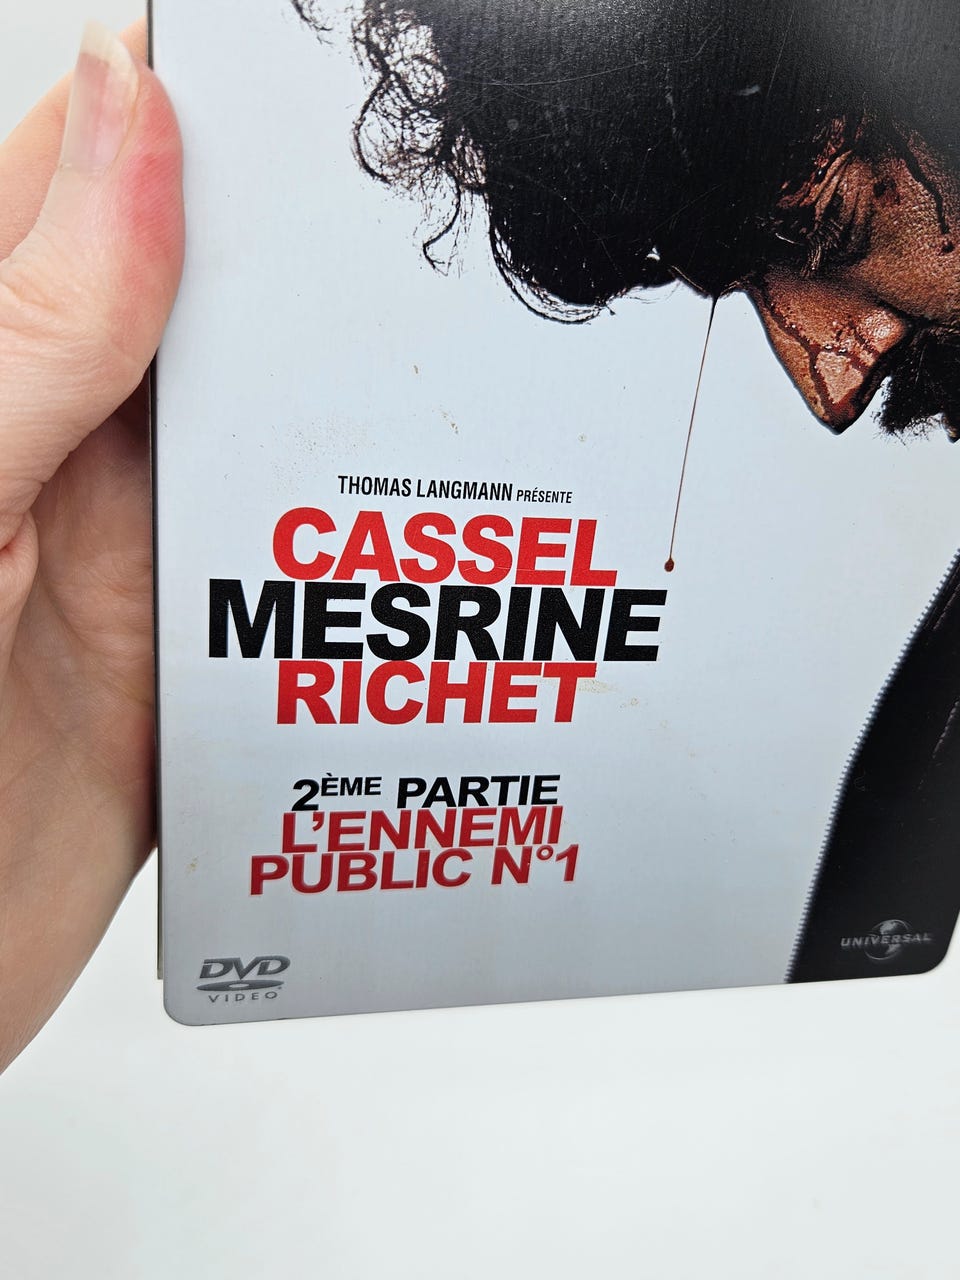 THOMAS LANGMANN PRÉSENTE
CASSEL
MESRINE
RICHET
2ÈME PARTIE
L'ENNEMI
PUBLIC N°1
DVD
VIDEO
UNIVERSAL